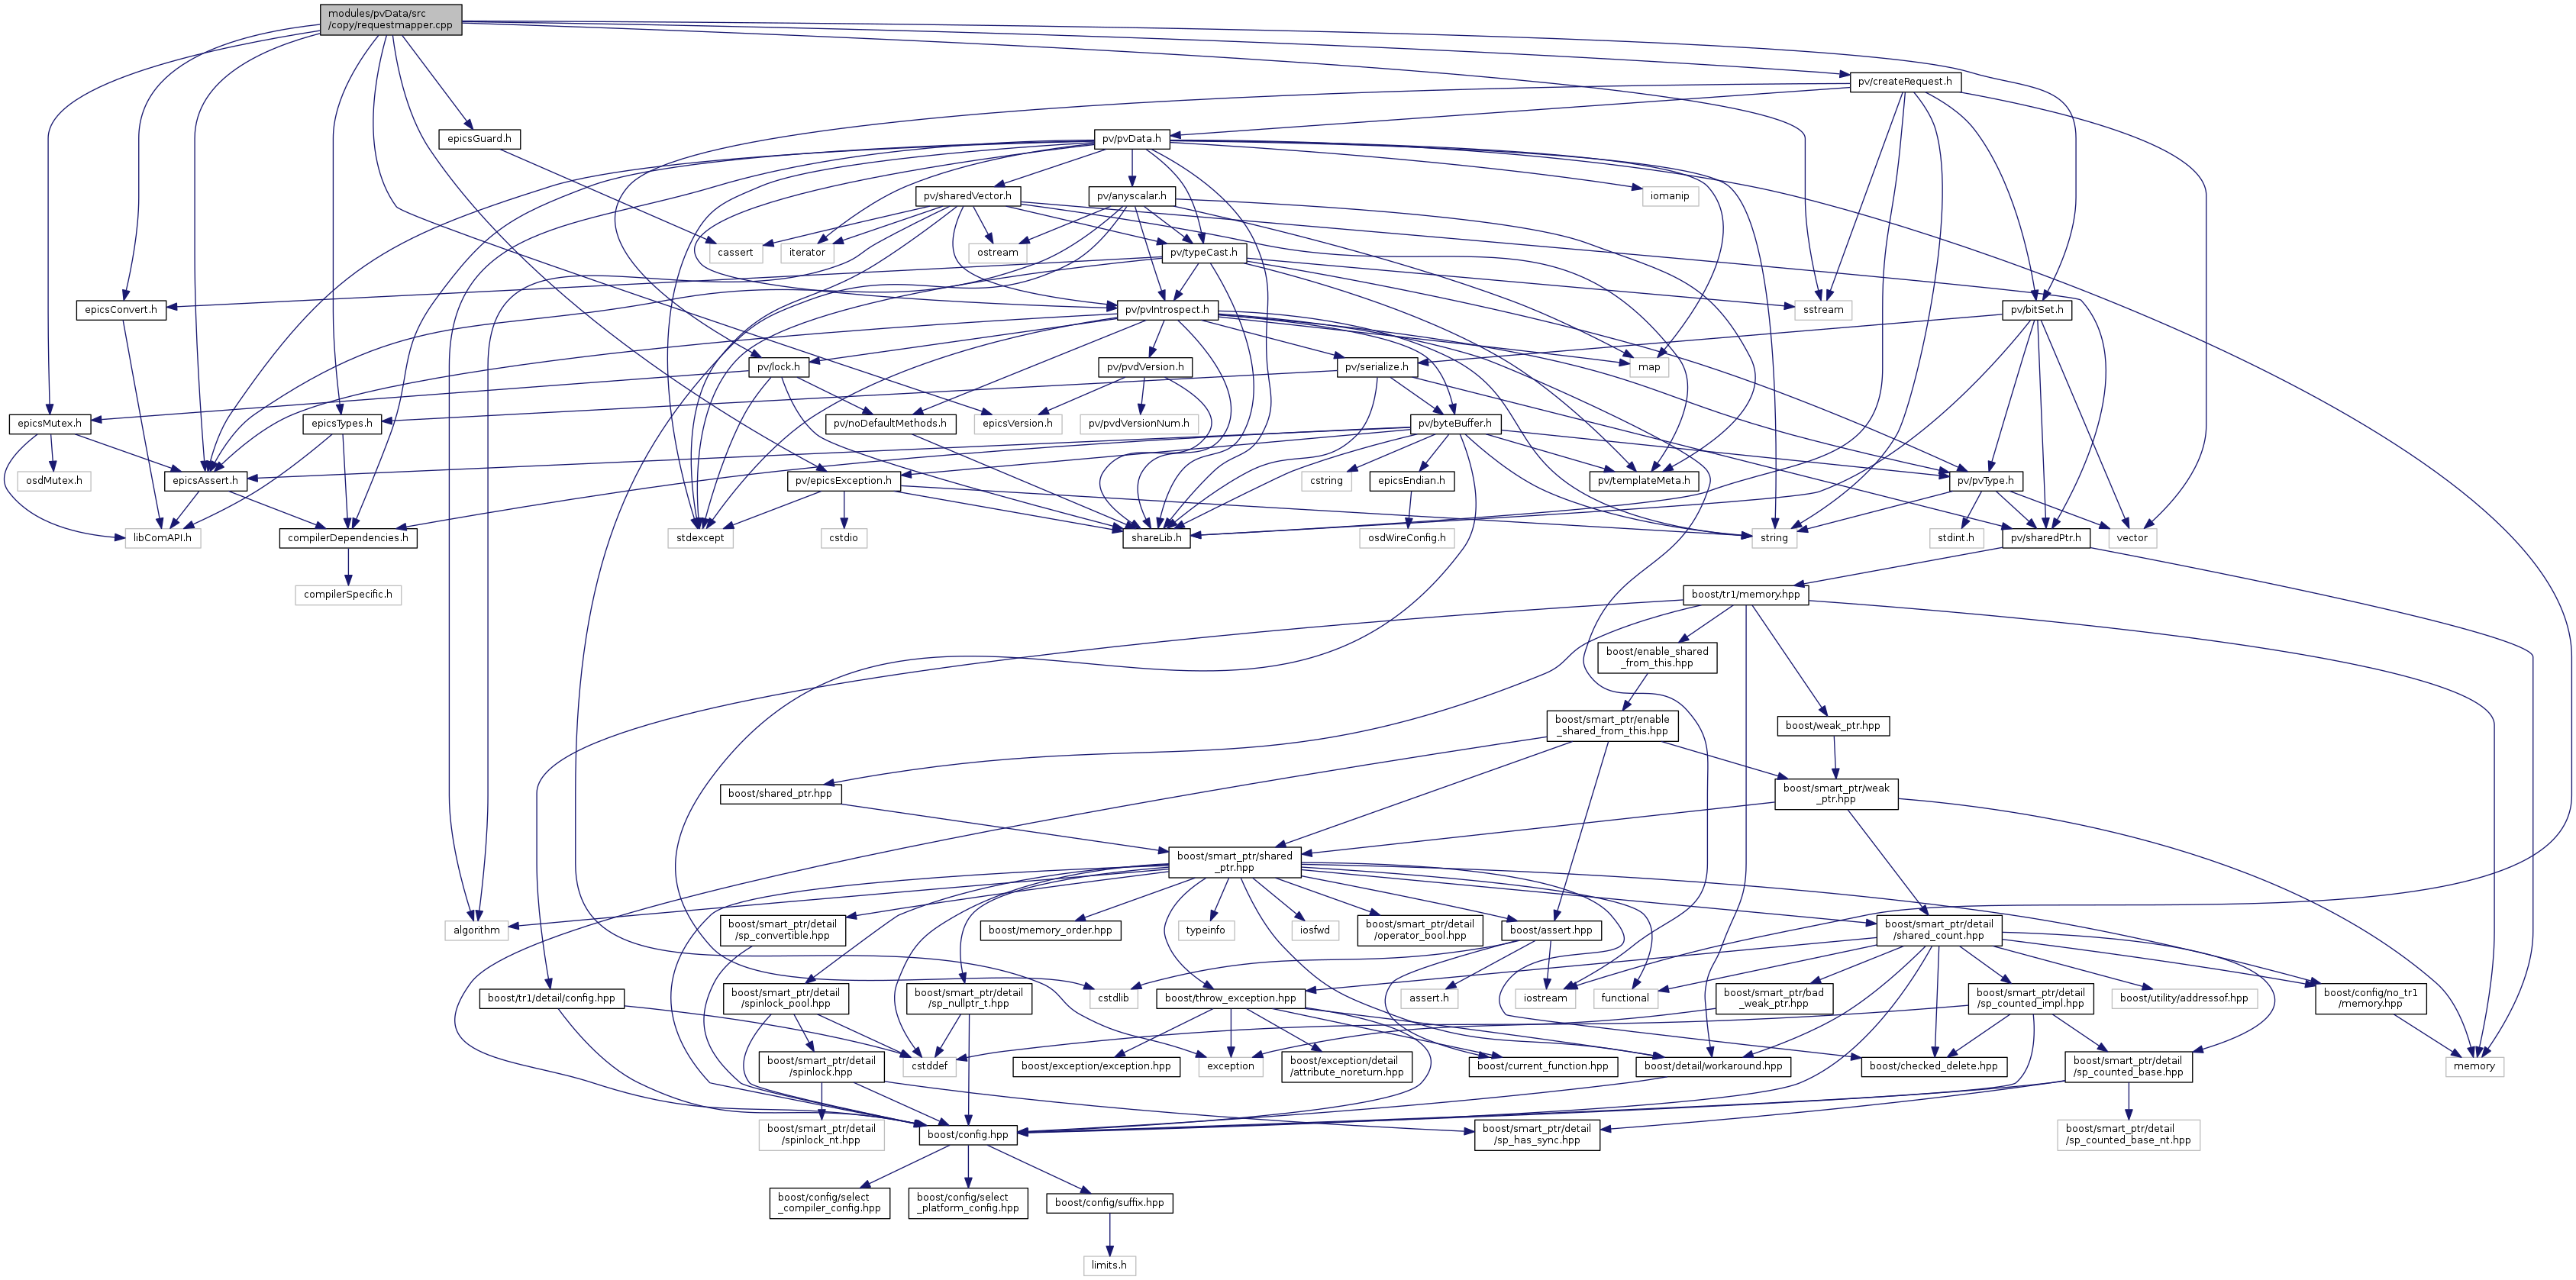 modules/pvData/src
/copy/requestmapper.cpp
pv/createRequest.h
epicsGuard.h
pv/pvData.h
pv/sharedVector.h
pv/anyscalar.h
iomanip
cassert
iterator
ostream
pv/typeCast.h
epicsConvert.h
pv/pvIntrospect.h
sstream
pv/bitSet.h
pv/lock.h
pv/pvdVersion.h
pv/serialize.h
map
epicsMutex.h
epicsTypes.h
pv/noDefaultMethods.h
epicsVersion.h
pv/pvdVersionNum.h
pv/byteBuffer.h
osdMutex.h
epicsAssert.h
pv/epicsException.h
cstring
epicsEndian.h
pv/templateMeta.h
pv/pvType.h
libComAPI.h
compilerDependencies.h
stdexcept
cstdio
shareLib.h
osdWireConfig.h
string
stdint.h
pv/sharedPtr.h
vector
compilerSpecific.h
boost/tr1/memory.hpp
boost/enable_shared
_from_this.hpp
boost/smart_ptr/enable
_shared_from_this.hpp
boost/weak_ptr.hpp
boost/shared_ptr.hpp
boost/smart_ptr/weak
_ptr.hpp
boost/smart_ptr/shared
_ptr.hpp
algorithm
boost/smart_ptr/detail
/sp_convertible.hpp
boost/memory_order.hpp
typeinfo
iosfwd
boost/smart_ptr/detail
/operator_bool.hpp
boost/assert.hpp
boost/smart_ptr/detail
/shared_count.hpp
boost/tr1/detail/config.hpp
boost/smart_ptr/detail
/spinlock_pool.hpp
boost/smart_ptr/detail
/sp_nullptr_t.hpp
cstdlib
boost/throw_exception.hpp
assert.h
iostream
functional
boost/smart_ptr/bad
_weak_ptr.hpp
boost/smart_ptr/detail
/sp_counted_impl.hpp
boost/utility/addressof.hpp
boost/config/no_tr1
/memory.hpp
boost/smart_ptr/detail
/spinlock.hpp
cstddef
boost/exception/exception.hpp
exception
boost/exception/detail
/attribute_noreturn.hpp
boost/current_function.hpp
boost/detail/workaround.hpp
boost/checked_delete.hpp
boost/smart_ptr/detail
/sp_counted_base.hpp
memory
boost/smart_ptr/detail
/spinlock_nt.hpp
boost/config.hpp
boost/smart_ptr/detail
/sp_has_sync.hpp
boost/smart_ptr/detail
/sp_counted_base_nt.hpp
boost/config/select
_compiler_config.hpp
boost/config/select
_platform_config.hpp
boost/config/suffix.hpp
limits.h